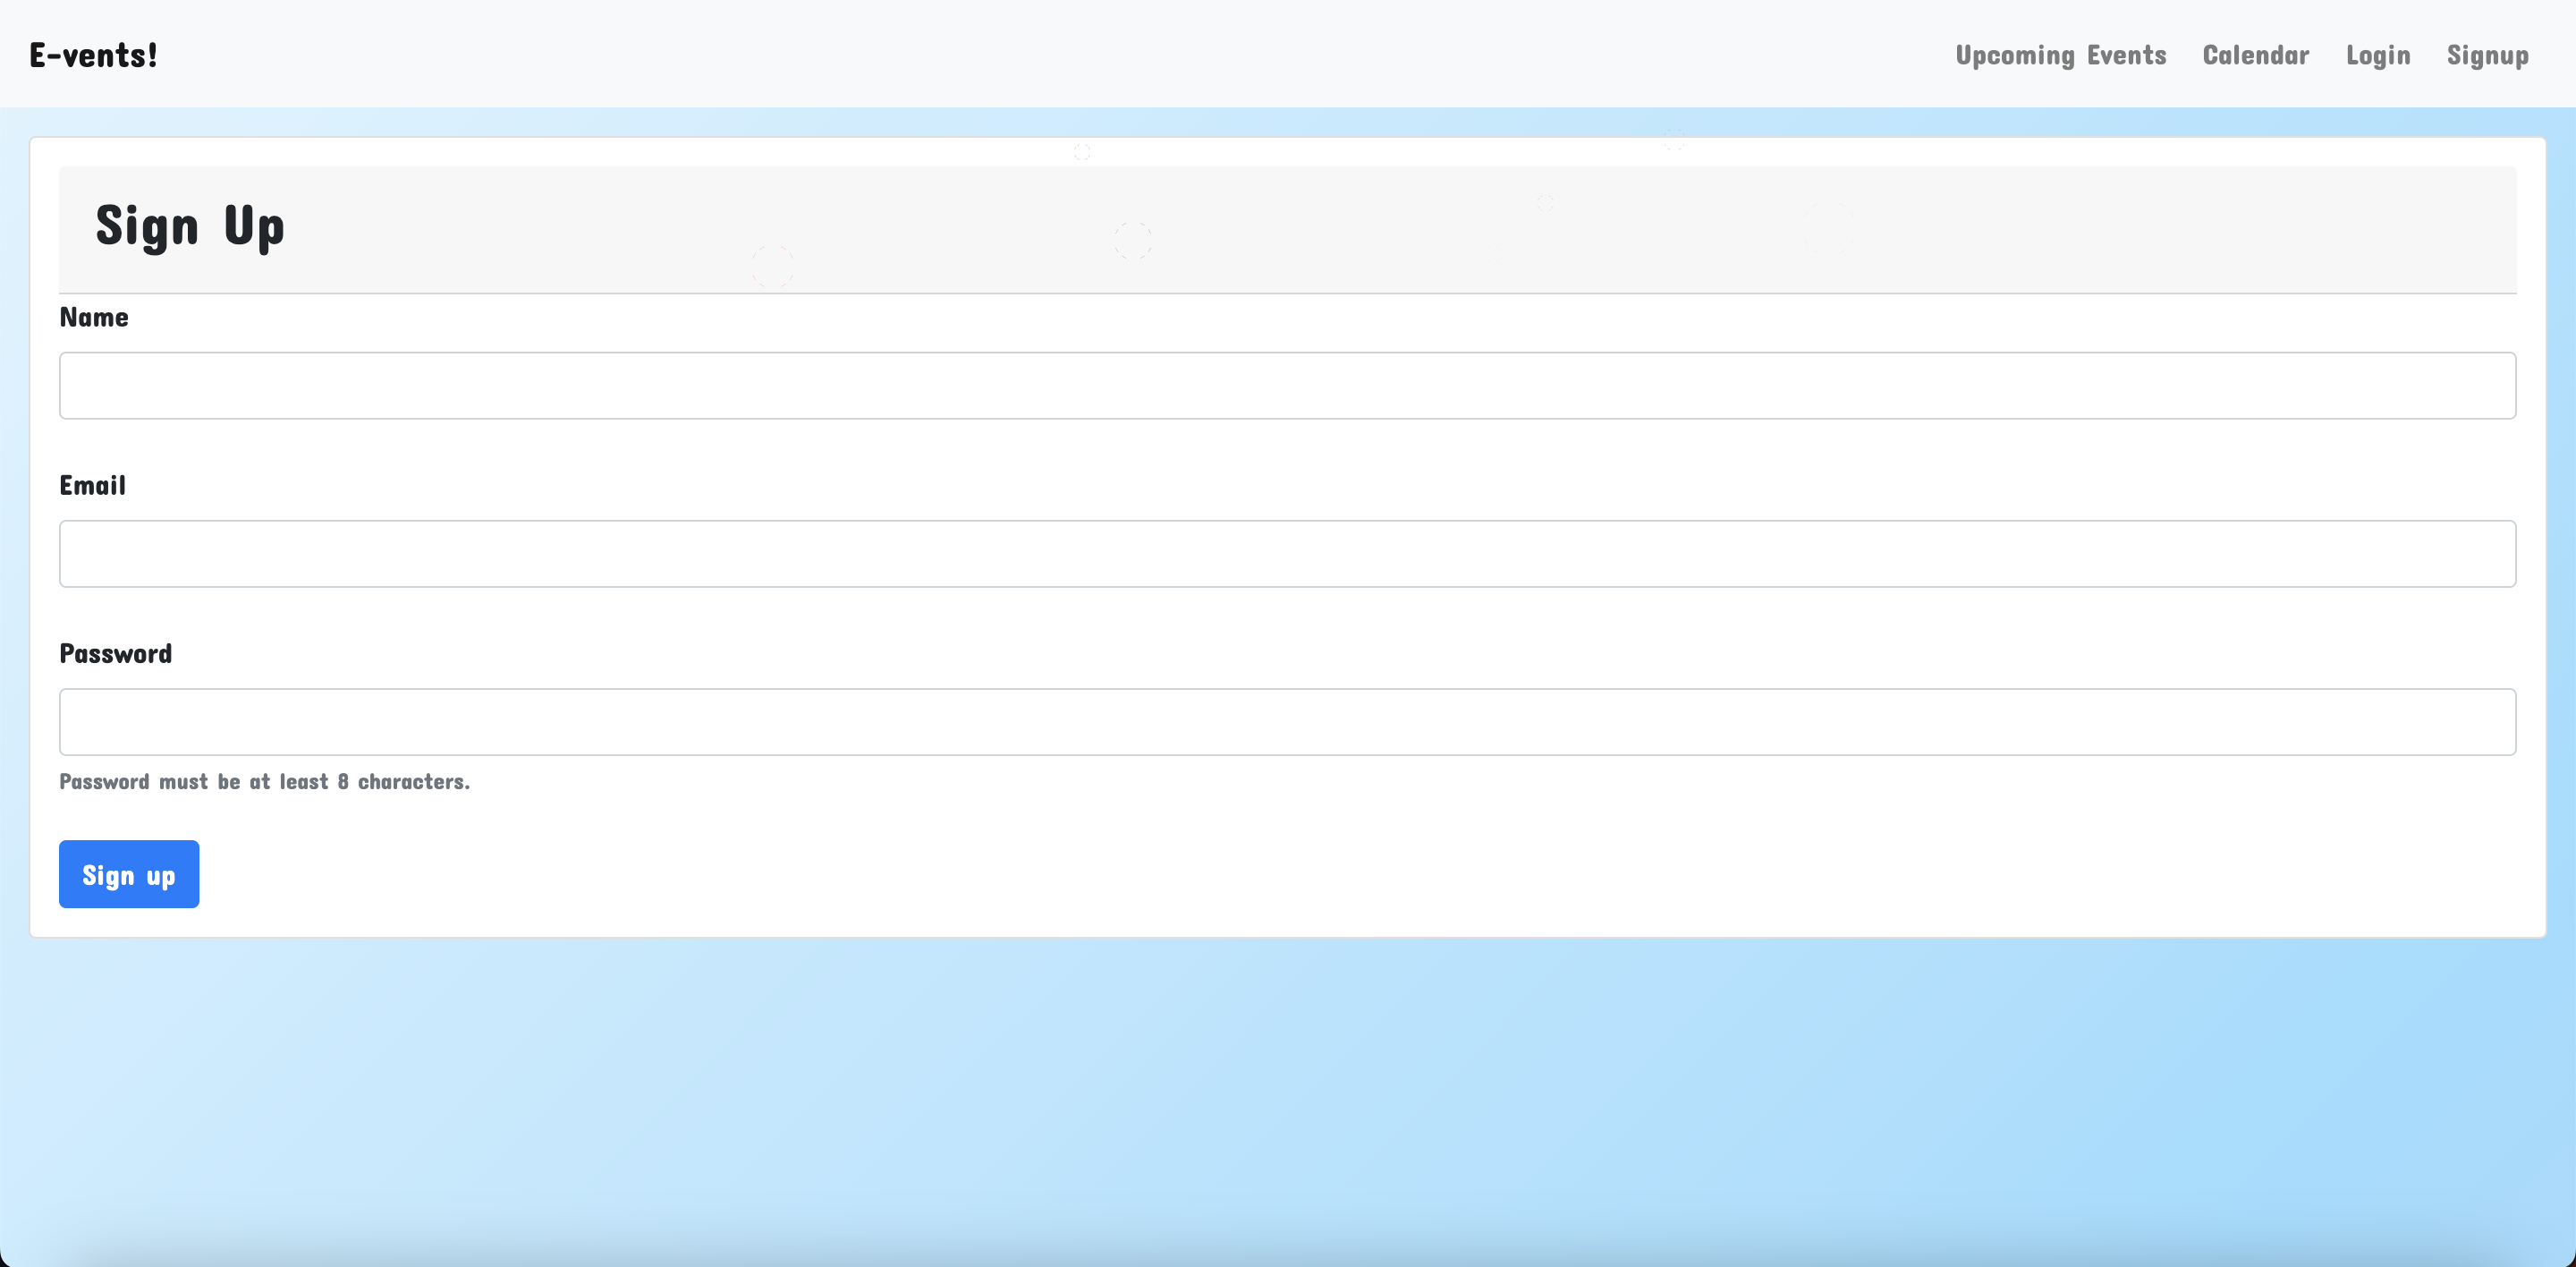 E-vents!
Upcoming Events Calendar Login Signup
Sign Up
Name
Email
Password
Password must be at least 8 characters.
Sign up